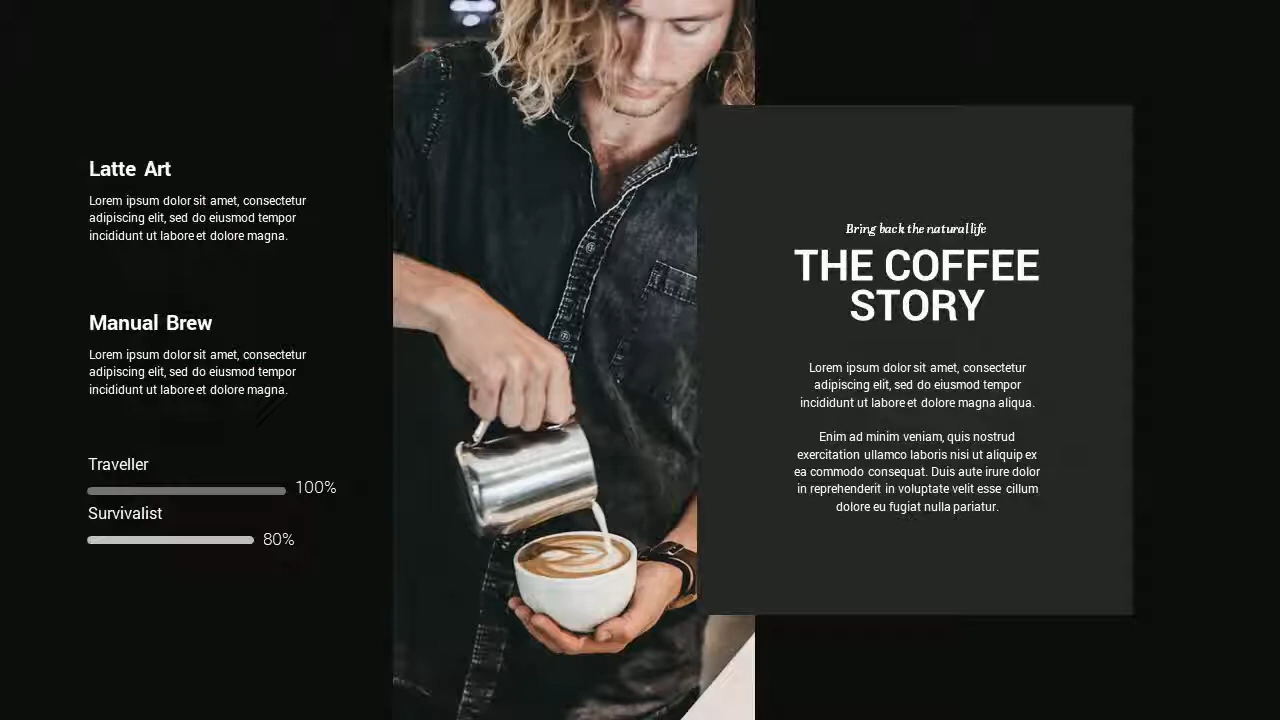 Latte Art
Lorem ipsum dolor sit amet, consectetur
adipiscing elit, sed do eiusmod tempor
incididunt ut labore et dolore magna.
Manual Brew
Lorem ipsum dolor sit amet, consectetur
adipiscing elit, sed do eiusmod tempor
incididunt ut labore et dolore magna.
Traveller
100%
Survivalist
80%
Bring back the natural life
THE COFFEE
STORY
Lorem ipsum dolor sit amet, consectetur
adipiscing elit, sed do eiusmod tempor
incididunt ut labore et dolore magna aliqua.
Enim ad minim veniam, quis nostrud
exercitation ullamco laboris nisi ut aliquip ex
ea commodo consequat. Duis aute irure dolor
in reprehenderit in voluptate velit esse cillum
dolore eu fugiat nulla pariatur.